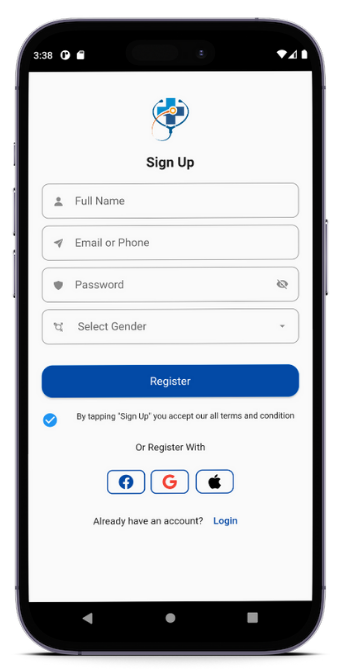 3:38
Sign Up
Full Name
Email or Phone
Password
Select Gender
Register
By tapping "Sign Up" you accept our all terms and condition
Or Register With
G
Already have an account? Login